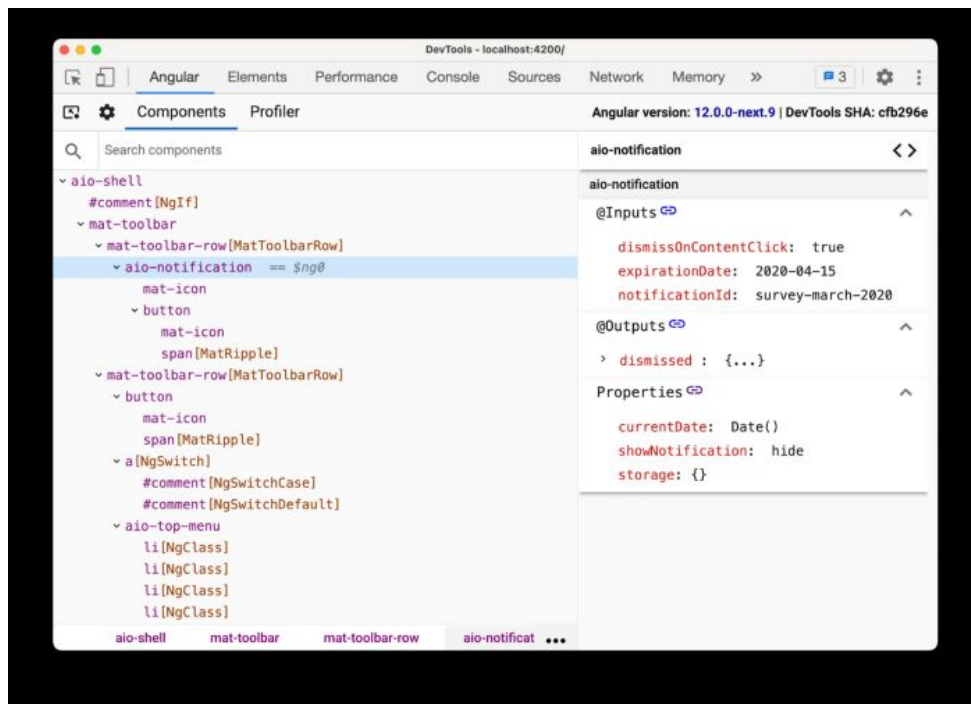 DevTools - localhost:4200/
Angular Elements Performance Console Sources Network Memory » 3
Components Profiler Angular version: 12.0.0-next.9 | DevTools SHA: cfb296e
Search components
aio-shell
#comment[NgIf]
mat-toolbar
mat-toolbar-row[MatToolbarRow]
aio-notification == $ng0
mat-icon
button
mat-icon
span[MatRipple]
mat-toolbar-row[MatToolbarRow]
button
mat-icon
span[MatRipple]
a[NgSwitch]
#comment[NgSwitchCase]
#comment[NgSwitchDefault]
aio-top-menu
li[NgClass]
li[NgClass]
li[NgClass]
li[NgClass]
aio-shell mat-toolbar mat-toolbar-row aio-notificat •••
aio-notification < >
aio-notification
@Inputs
dismissOnContentClick: true
expirationDate: 2020-04-15
notificationId: survey-march-2020
@Outputs
dismissed : {...}
Properties
currentDate: Date()
showNotification: hide
storage: {}